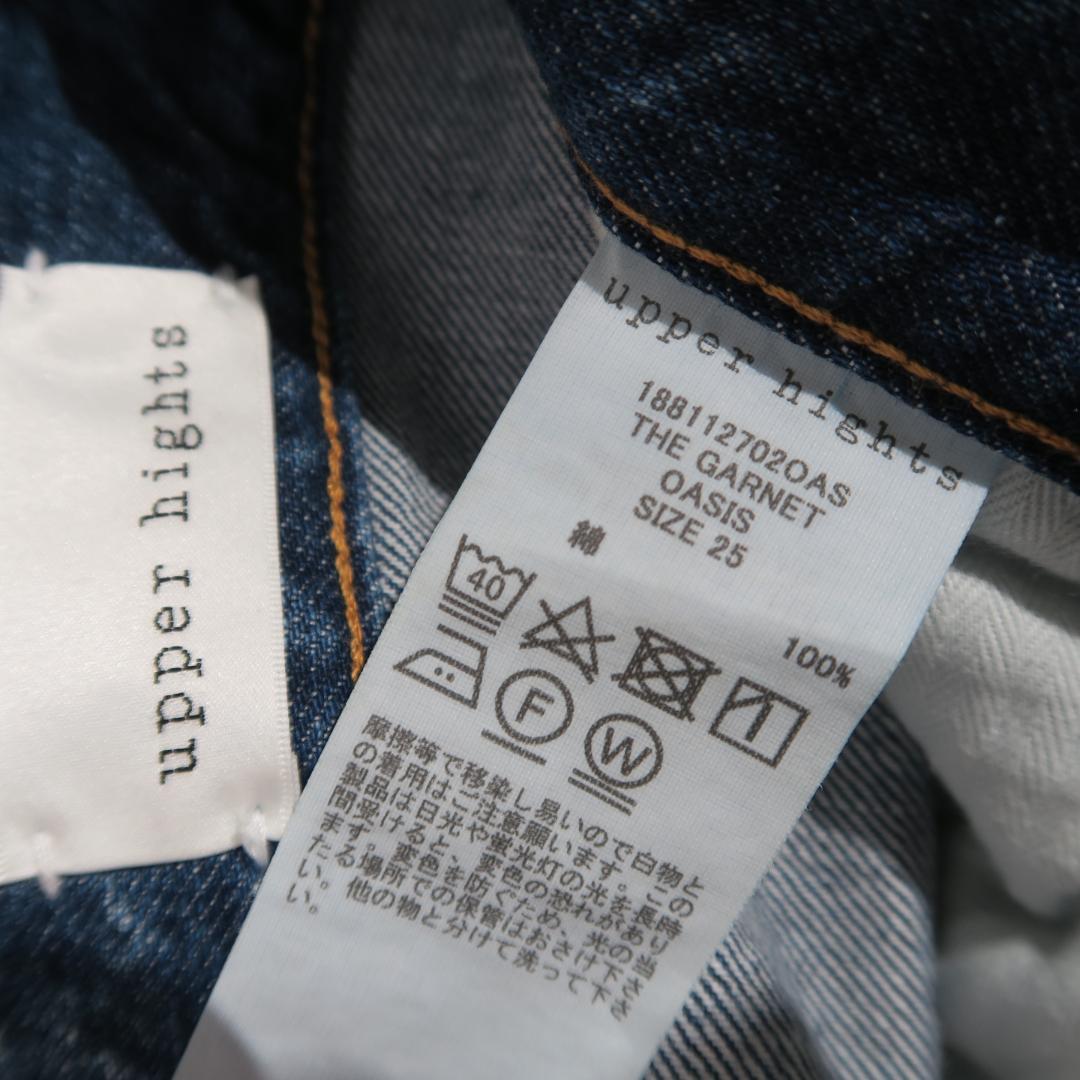 upper hights
upper hights
188112702OAS
THE GARNET
OASIS
SIZE 25
綿 100%
40
F
W
摩擦等で移染し易いので白物と
の着用はご注意願います。この
製品は日光や蛍光灯の光を長時
間受けると、変色の恐れがあり
ます。変色を防ぐため、光の当
たる場所での保管はおさけ下さ
い。他の物と分けて洗って下さ
い。